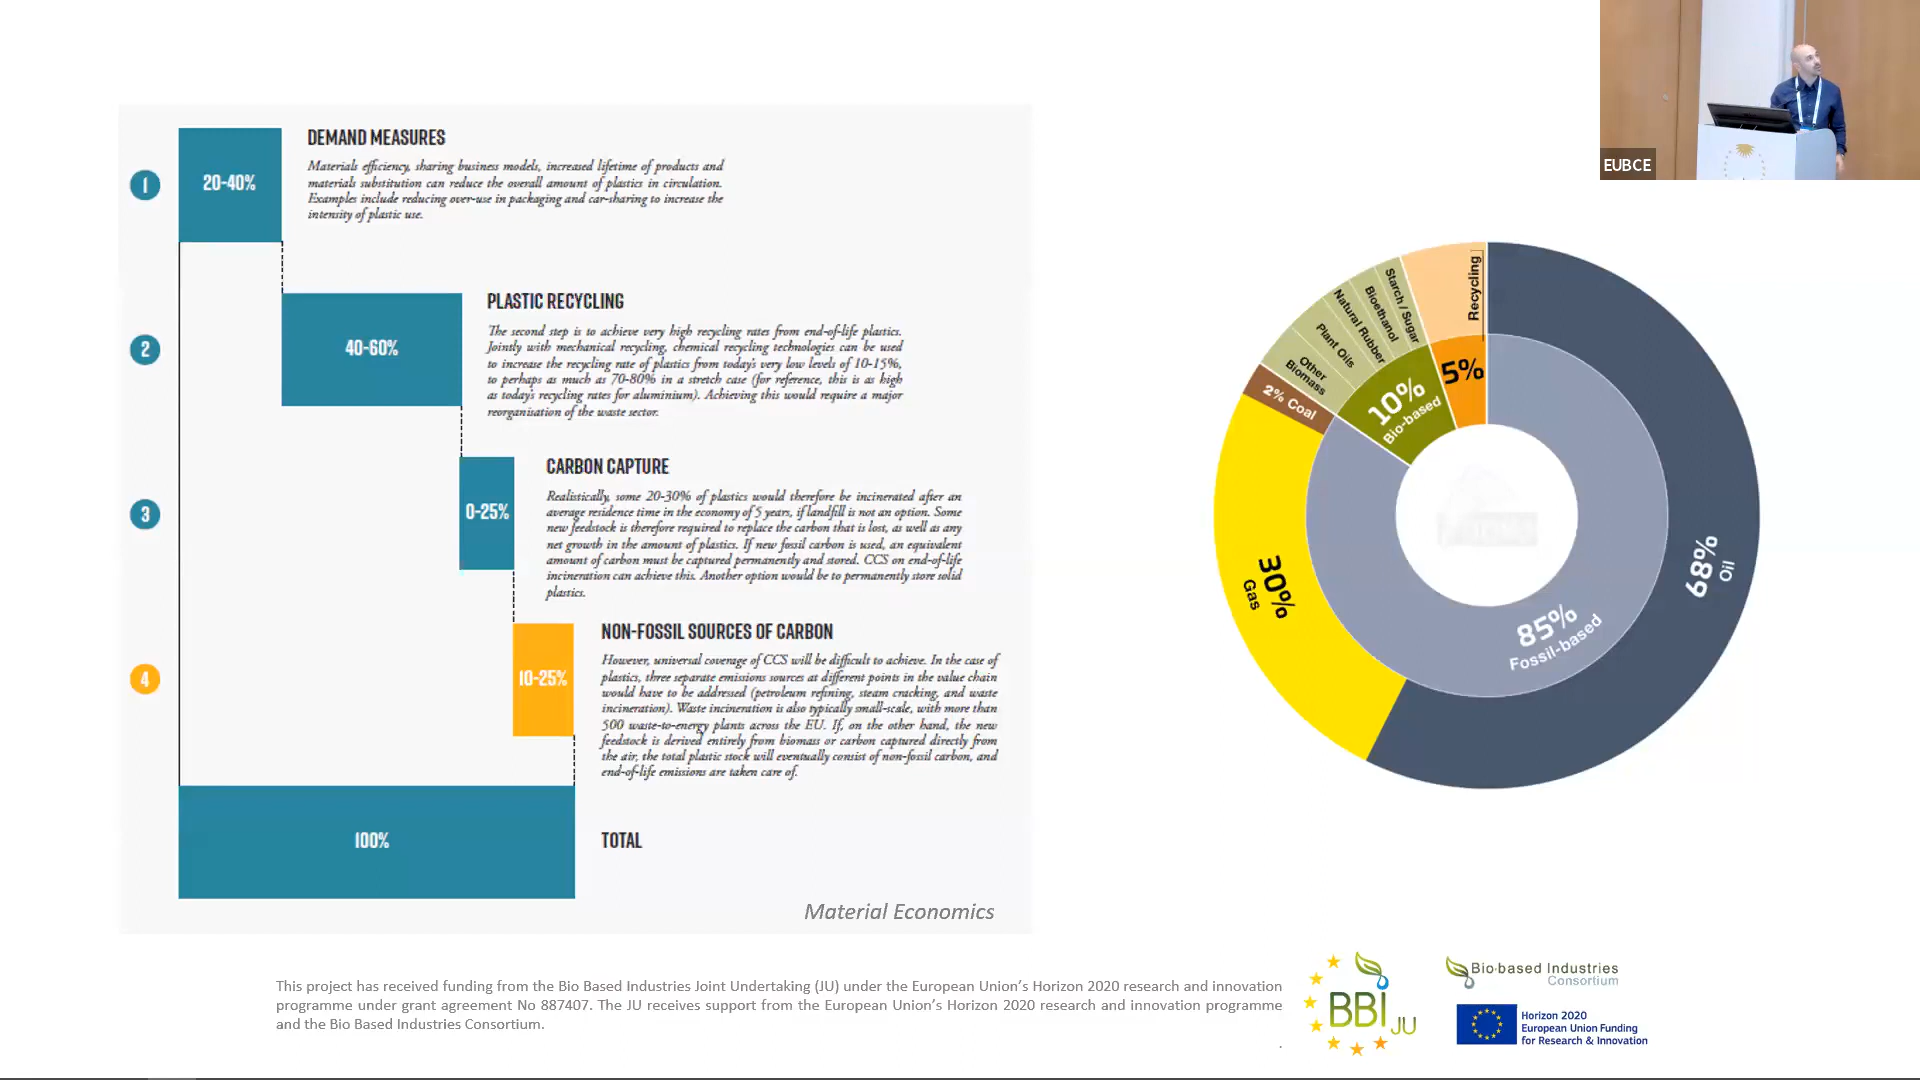 EUBCE
1
20-40%
DEMAND MEASURES
Materials efficiency, sharing business models, increased lifetime of products and
materials substitution can reduce the overall amount of plastics in circulation.
Examples include reducing over-use in packaging and car-sharing to increase the
intensity of plastic use.
2
40-60%
PLASTIC RECYCLING
The second step is to achieve very high recycling rates from end-of-life plastics.
Jointly with mechanical recycling, chemical recycling technologies can be used
to increase the recycling rate of plastics from today's very low levels of 10-15%,
to perhaps as much as 70-80% in a stretch case (for reference, this is as high
as today's recycling rates for aluminium). Achieving this would require a major
reorganisation of the waste sector.
3
0-25%
CARBON CAPTURE
Realistically, some 20-30% of plastics would therefore be incinerated after an
average residence time in the economy of 5 years, if landfill is not an option. Some
new feedstock is therefore required to replace the carbon that is lost, as well as any
net growth in the amount of plastics. If new fossil carbon is used, an equivalent
amount of carbon must be captured permanently and stored. CCS on end-of-life
incineration can achieve this. Another option would be to permanently store solid
plastics.
4
10-25%
NON-FOSSIL SOURCES OF CARBON
However, universal coverage of CCS will be difficult to achieve. In the case of
plastics, three separate emissions sources at different points in the value chain
would have to be addressed (petroleum refining, steam cracking, and waste
incineration). Waste incineration is also typically small-scale, with more than
500 waste-to-energy plants across the EU. If, on the other hand, the new
feedstock is derived entirely from biomass or carbon captured directly from
the air, the total plastic stock will eventually consist of non-fossil carbon, and
end-of-life emissions are taken care of.
100%
TOTAL
Material Economics
Recycling
5%
Starch / Sugar
Bioethanol
Natural Rubber
Plant Oils
Other
Biomass
10%
Bio-based
2% Coal
30%
Gas
85%
Fossil-based
68%
Oil
This project has received funding from the Bio Based Industries Joint Undertaking (JU) under the European Union's Horizon 2020 research and innovation
programme under grant agreement No 887407. The JU receives support from the European Union's Horizon 2020 research and innovation programme
and the Bio Based Industries Consortium.
.
BBI JU
Bio-based Industries
Consortium
Horizon 2020
European Union Funding
for Research & Innovation